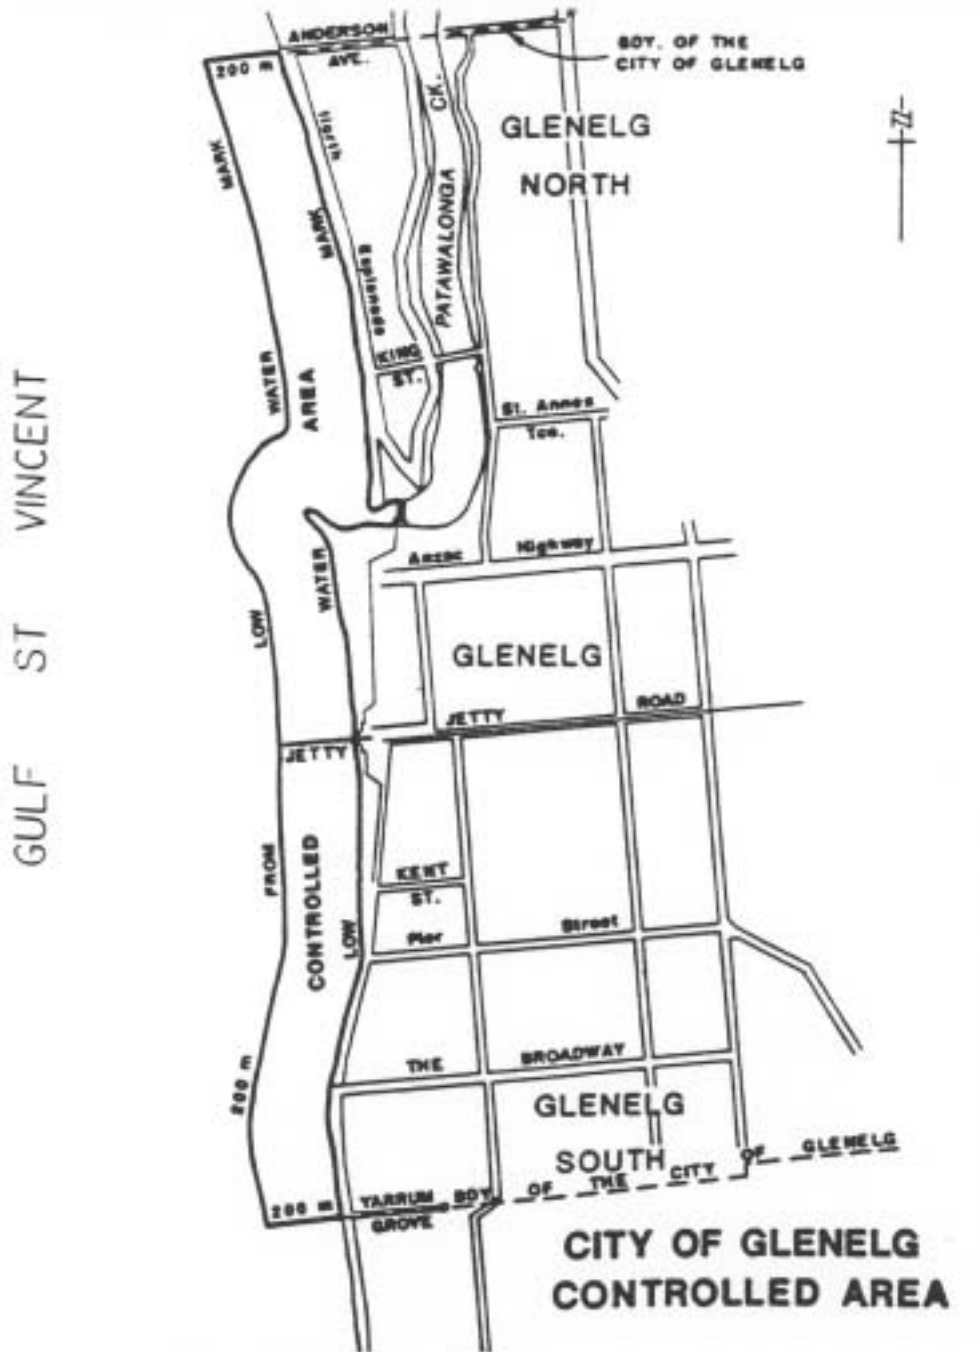 ANDERSON
AVE.
BDY. OF THE
CITY OF GLENELG
200 m
CK.
PATAWALONGA
GLENELG
NORTH
North
Esplanade
MARK
MARK
WATER
AREA
KING
ST.
St. Annes
Tce.
GULF ST VINCENT
Anzac Highway
WATER
LOW
GLENELG
JETTY ROAD
JETTY
FROM
CONTROLLED
LOW
KENT
ST.
Pier Street
THE BROADWAY
200 m
GLENELG
SOUTH
BDY OF THE CITY OF GLENELG
200 m
YARRUM
GROVE
CITY OF GLENELG
CONTROLLED AREA